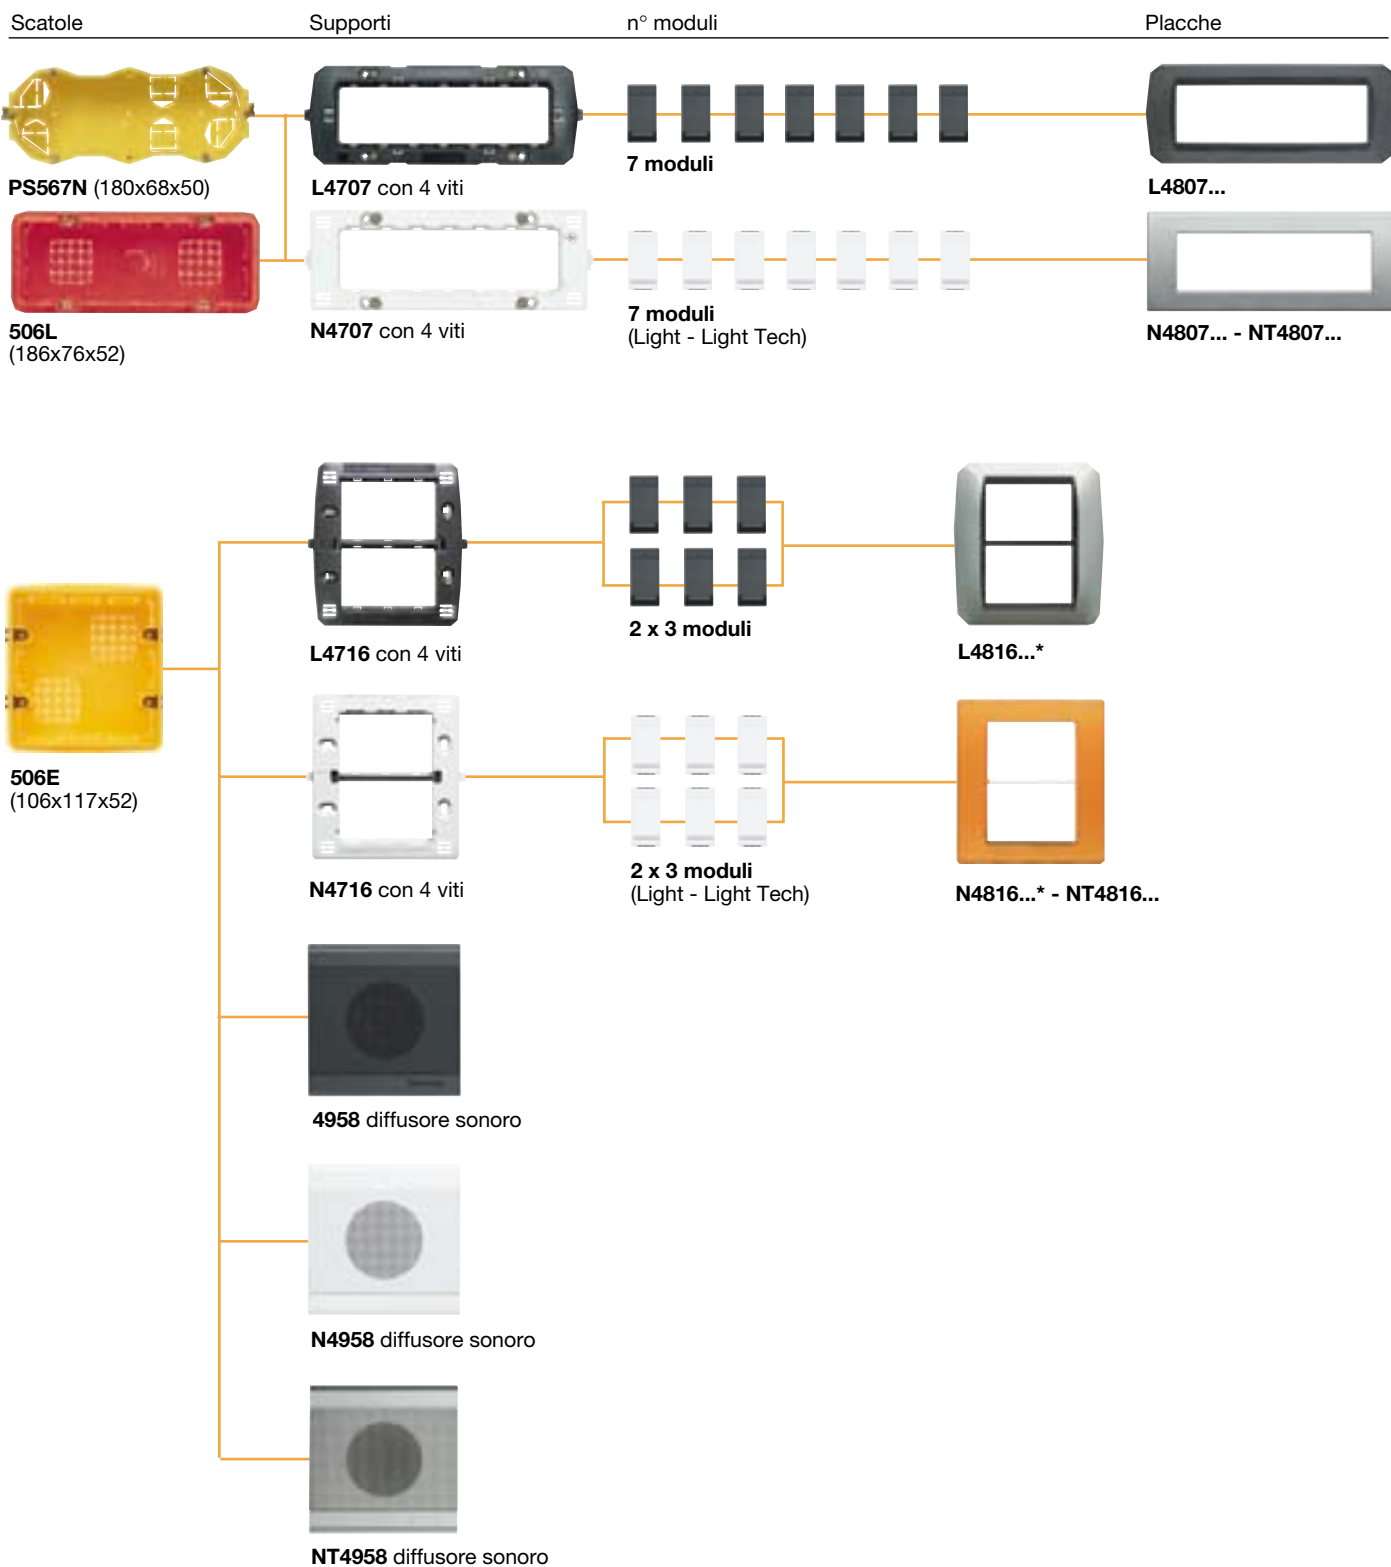 Scatole Supporti n° moduli Placche
PS567N (180x68x50)
L4707 con 4 viti
7 moduli
L4807...
506L
(186x76x52)
N4707 con 4 viti
7 moduli
(Light - Light Tech)
N4807... - NT4807...
L4716 con 4 viti
2 x 3 moduli
L4816...*
506E
(106x117x52)
N4716 con 4 viti
2 x 3 moduli
(Light - Light Tech)
N4816...* - NT4816...
4958 diffusore sonoro
N4958 diffusore sonoro
NT4958 diffusore sonoro